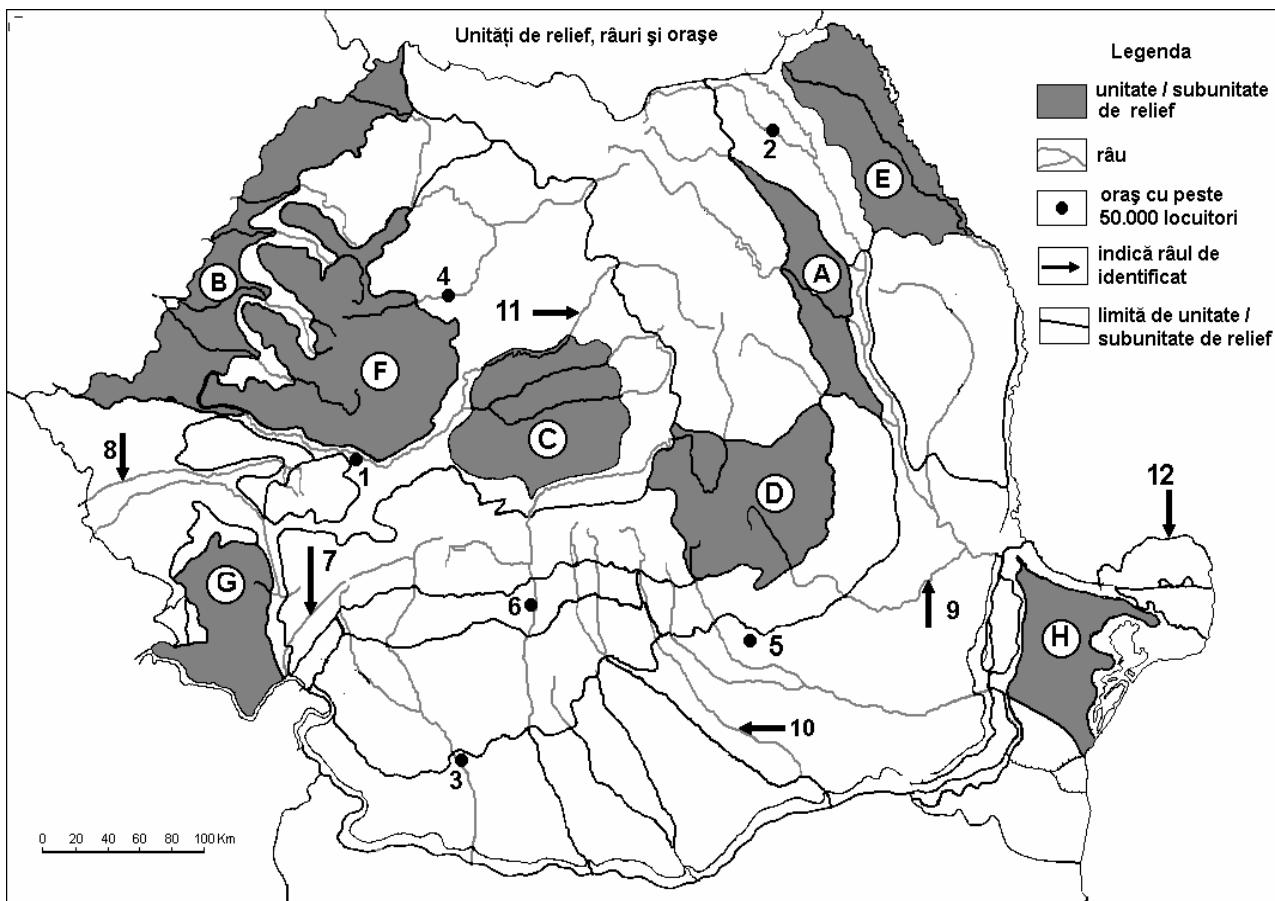 Unități de relief, râuri și orașe
Legenda
unitate / subunitate
de relief
râu
oraș cu peste
50.000 locuitori
indică râul de
identificat
limită de unitate /
subunitate de relief
2
E
A
B
4
11
F
C
8
1
D
12
7
G
6
9
5
H
10
3
0 20 40 60 80 100 Km